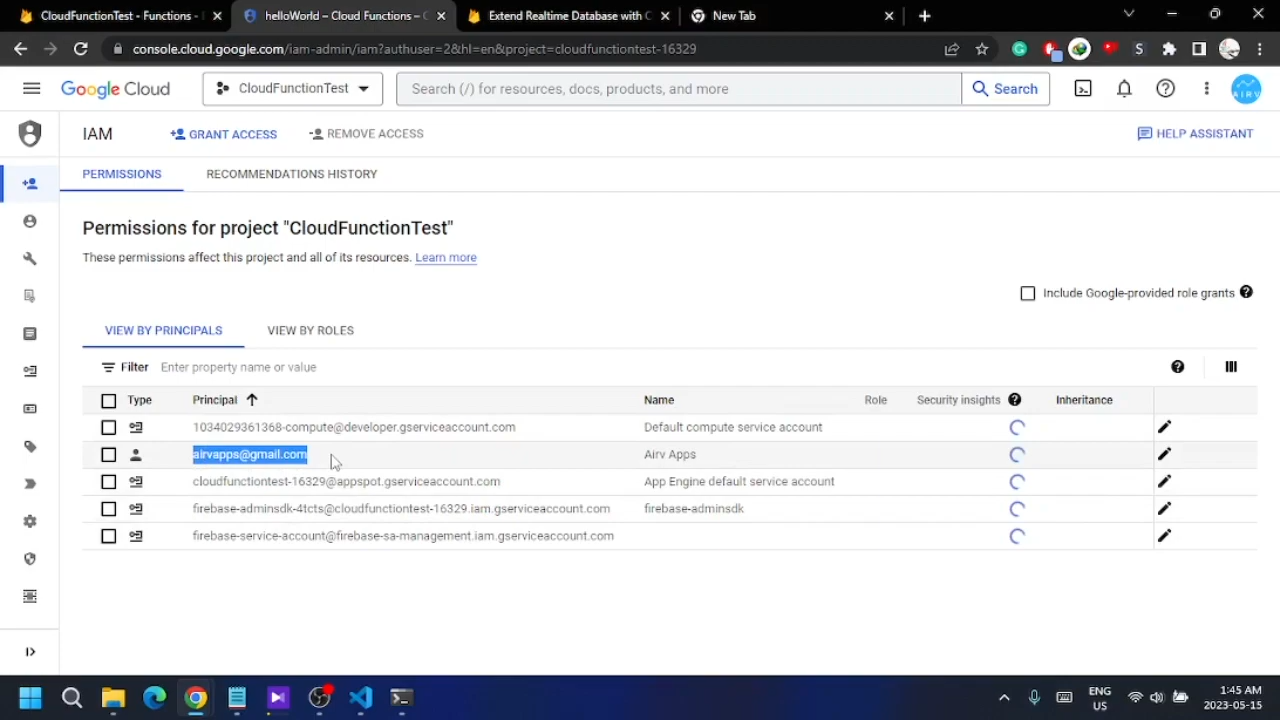 CloudFunctionTest - Functions -
helloWorld – Cloud Functions – C
Extend Realtime Database with C
New Tab
console.cloud.google.com/iam-admin/iam?authuser=2&hl=en&project=cloudfunctiontest-16329
S
Google Cloud
CloudFunctionTest
Search (/) for resources, docs, products, and more
Search
AIRV
IAM
GRANT ACCESS
REMOVE ACCESS
HELP ASSISTANT
PERMISSIONS
RECOMMENDATIONS HISTORY
Permissions for project "CloudFunctionTest"
These permissions affect this project and all of its resources. Learn more
Include Google-provided role grants
VIEW BY PRINCIPALS
VIEW BY ROLES
Filter Enter property name or value
Type Principal Name Role Security insights Inheritance
1034029361368-compute@developer.gserviceaccount.com Default compute service account
airvapps@gmail.com Airv Apps
cloudfunctiontest-16329@appspot.gserviceaccount.com App Engine default service account
firebase-adminsdk-4tcts@cloudfunctiontest-16329.iam.gserviceaccount.com firebase-adminsdk
firebase-service-account@firebase-sa-management.iam.gserviceaccount.com
ENG
US
1:45 AM
2023-05-15